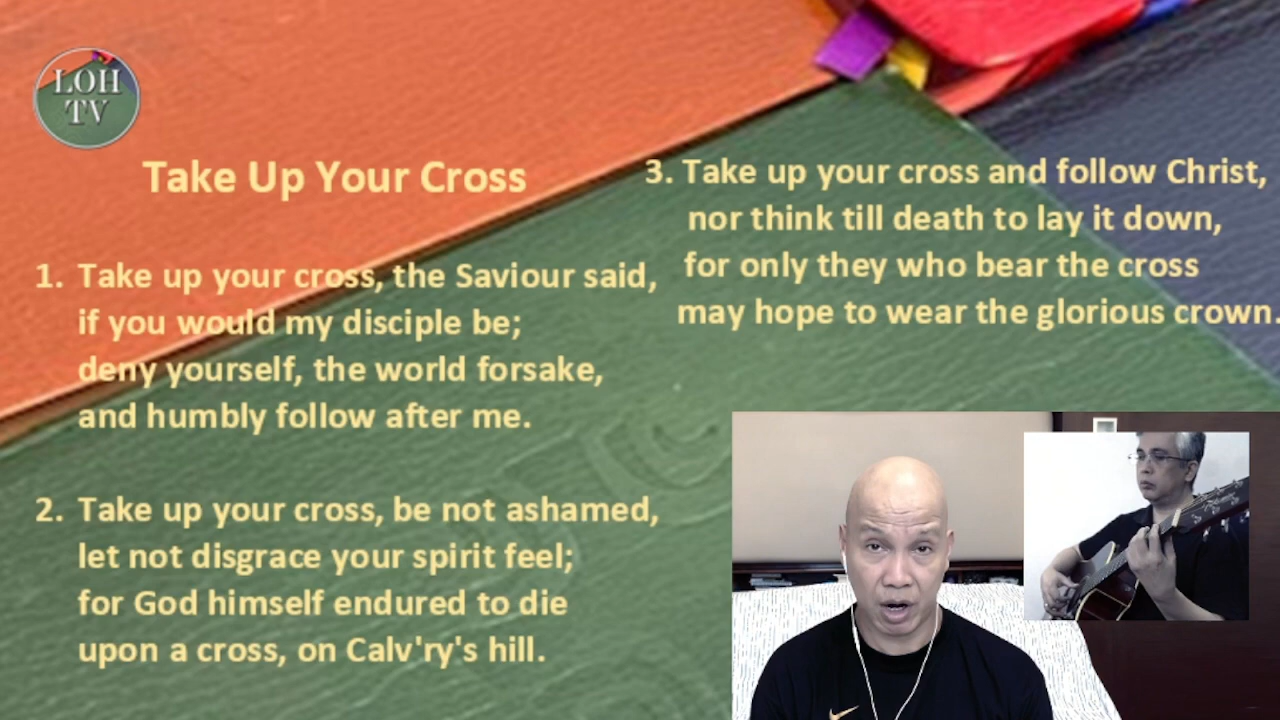 LOH
TV
Take Up Your Cross
1. Take up your cross, the Saviour said,
if you would my disciple be;
deny yourself, the world forsake,
and humbly follow after me.
2. Take up your cross, be not ashamed,
let not disgrace your spirit feel;
for God himself endured to die
upon a cross, on Calv'ry's hill.
3. Take up your cross and follow Christ,
nor think till death to lay it down,
for only they who bear the cross
may hope to wear the glorious crown.